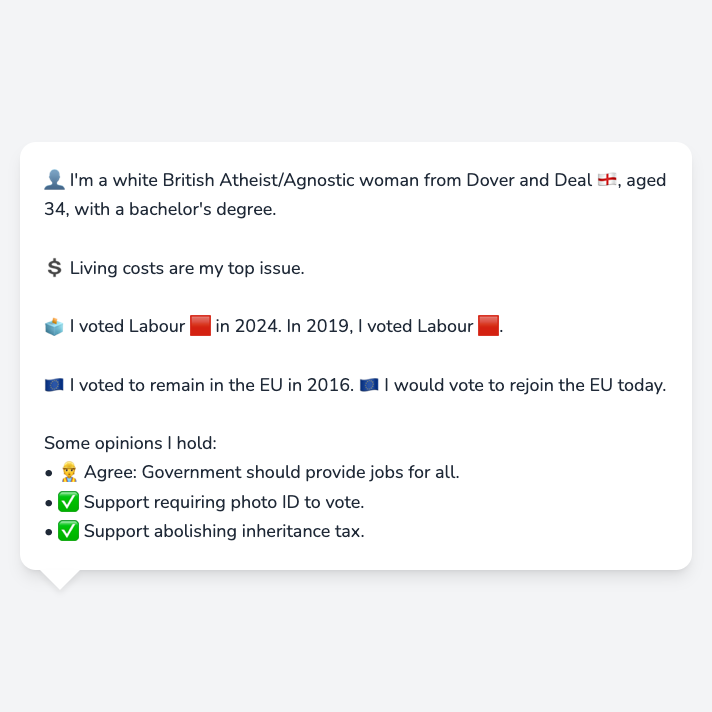 👤 I'm a white British Atheist/Agnostic woman from Dover and Deal 🏴󠁧󠁢󠁥󠁮󠁧󠁿, aged
34, with a bachelor's degree.
💲 Living costs are my top issue.
🗳️ I voted Labour 🟥 in 2024. In 2019, I voted Labour 🟥.
🇪🇺 I voted to remain in the EU in 2016. 🇪🇺 I would vote to rejoin the EU today.
Some opinions I hold:
• 👷 Agree: Government should provide jobs for all.
• ✅ Support requiring photo ID to vote.
• ✅ Support abolishing inheritance tax.